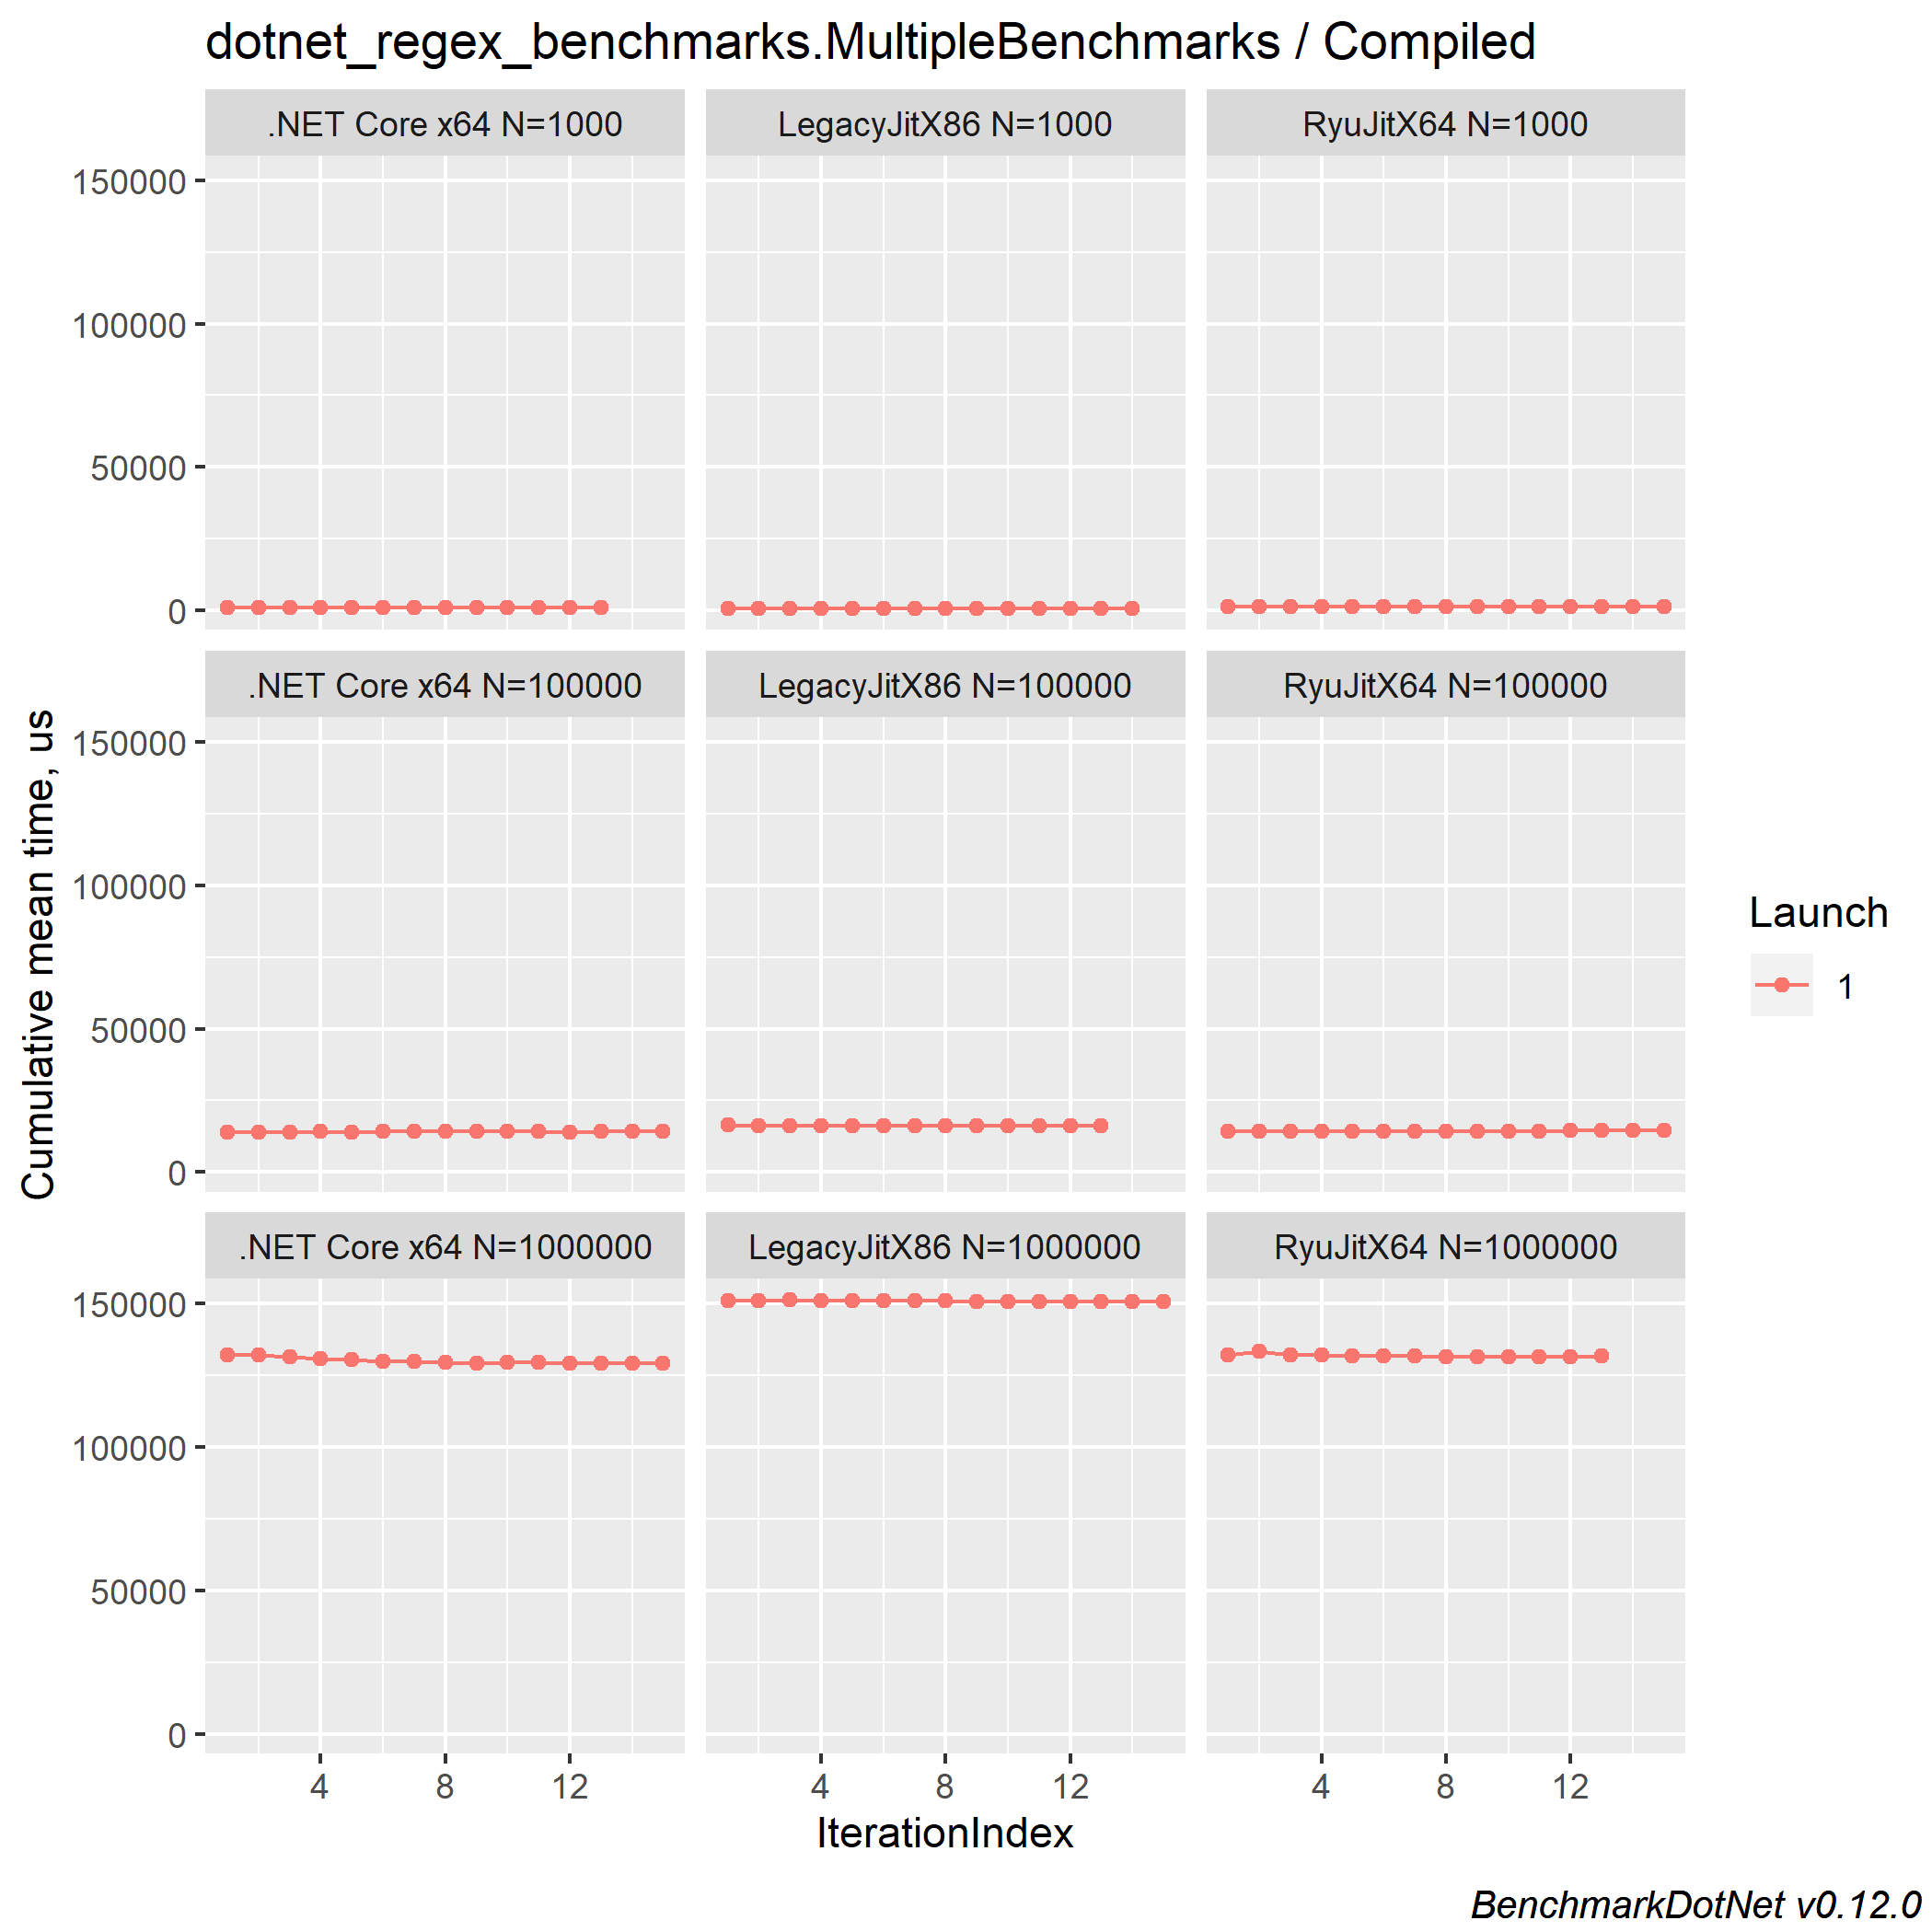 dotnet_regex_benchmarks.MultipleBenchmarks / Compiled
.NET Core x64 N=1000
LegacyJitX86 N=1000
RyuJitX64 N=1000
150000
100000
50000
0
.NET Core x64 N=100000
LegacyJitX86 N=100000
RyuJitX64 N=100000
150000
100000
50000
0
Cumulative mean time, us
Launch
1
.NET Core x64 N=1000000
LegacyJitX86 N=1000000
RyuJitX64 N=1000000
150000
100000
50000
0
4 8 12
4 8 12
4 8 12
IterationIndex
BenchmarkDotNet v0.12.0